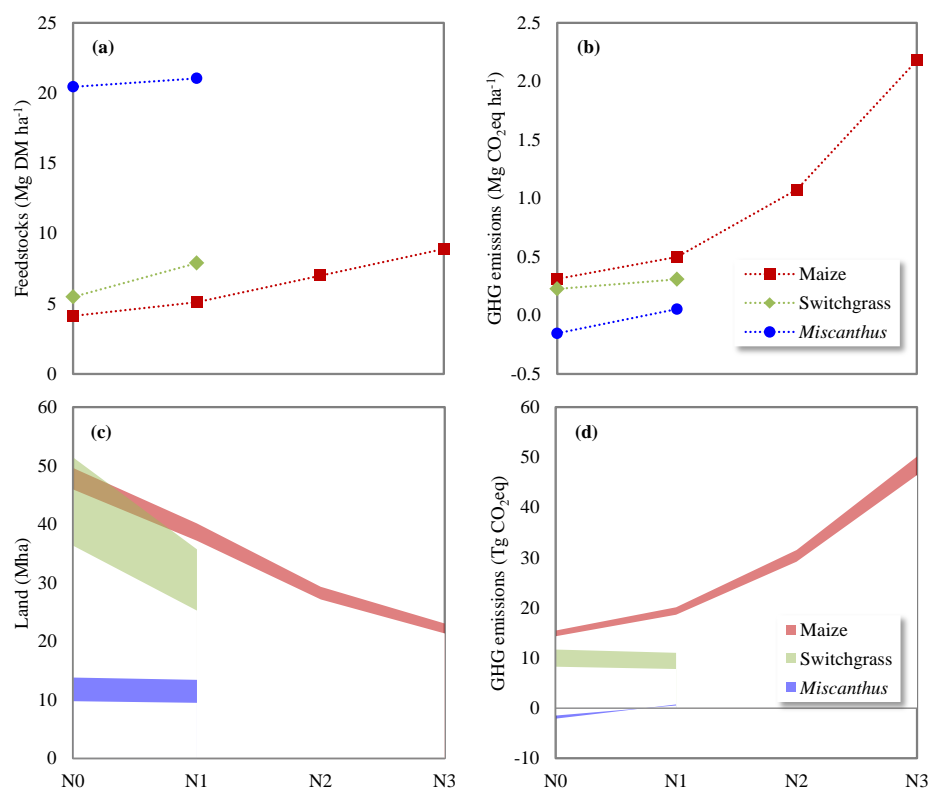 (a)
Feedstocks (Mg DM ha⁻¹)
25
20
15
10
5
0
(b)
GHG emissions (Mg CO₂eq ha⁻¹)
2.5
2.0
1.5
1.0
0.5
0.0
-0.5
Maize
Switchgrass
Miscanthus
(c)
Land (Mha)
60
50
40
30
20
10
0
N0
N1
N2
N3
(d)
GHG emissions (Tg CO₂eq)
60
50
40
30
20
10
0
-10
Maize
Switchgrass
Miscanthus
N0
N1
N2
N3